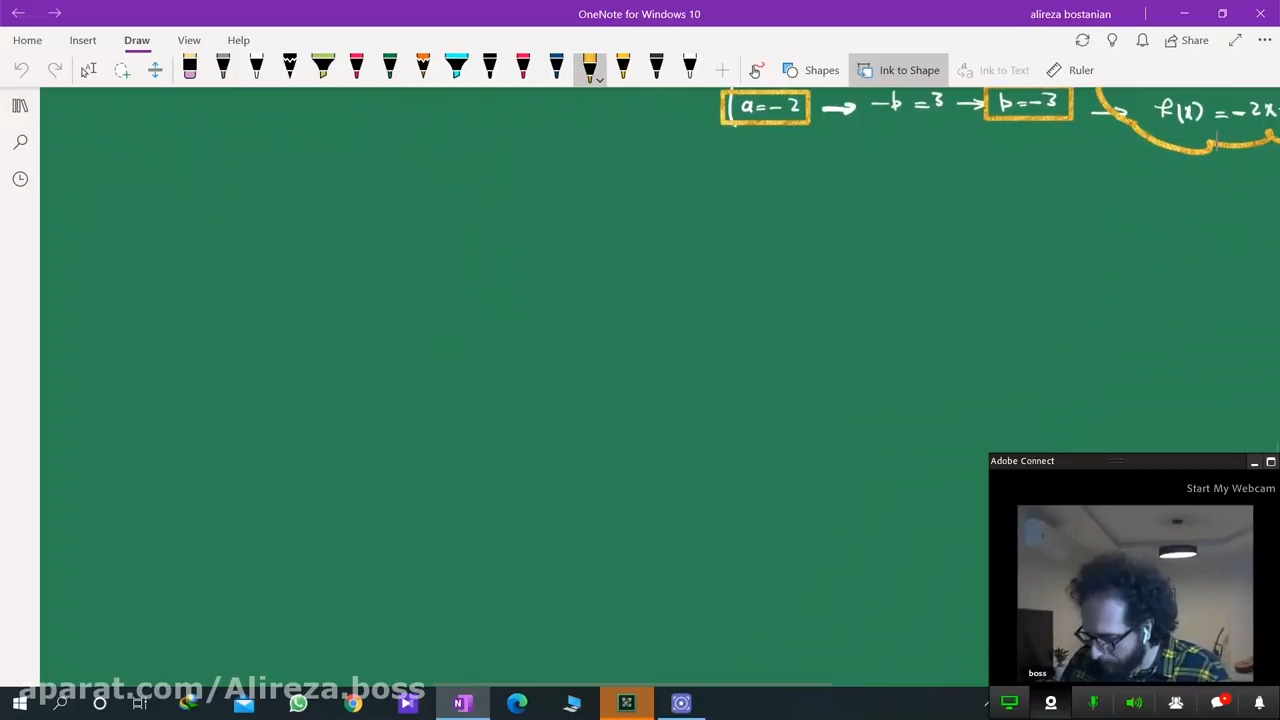 OneNote for Windows 10
alireza bostanian
Home
Insert
Draw
View
Help
Share
Shapes
Ink to Shape
Ink to Text
Ruler
a=-2 → -b=3 → b=-3 → f(x)=-2x
Adobe Connect
Start My Webcam
boss
aparat.com/Alireza.boss